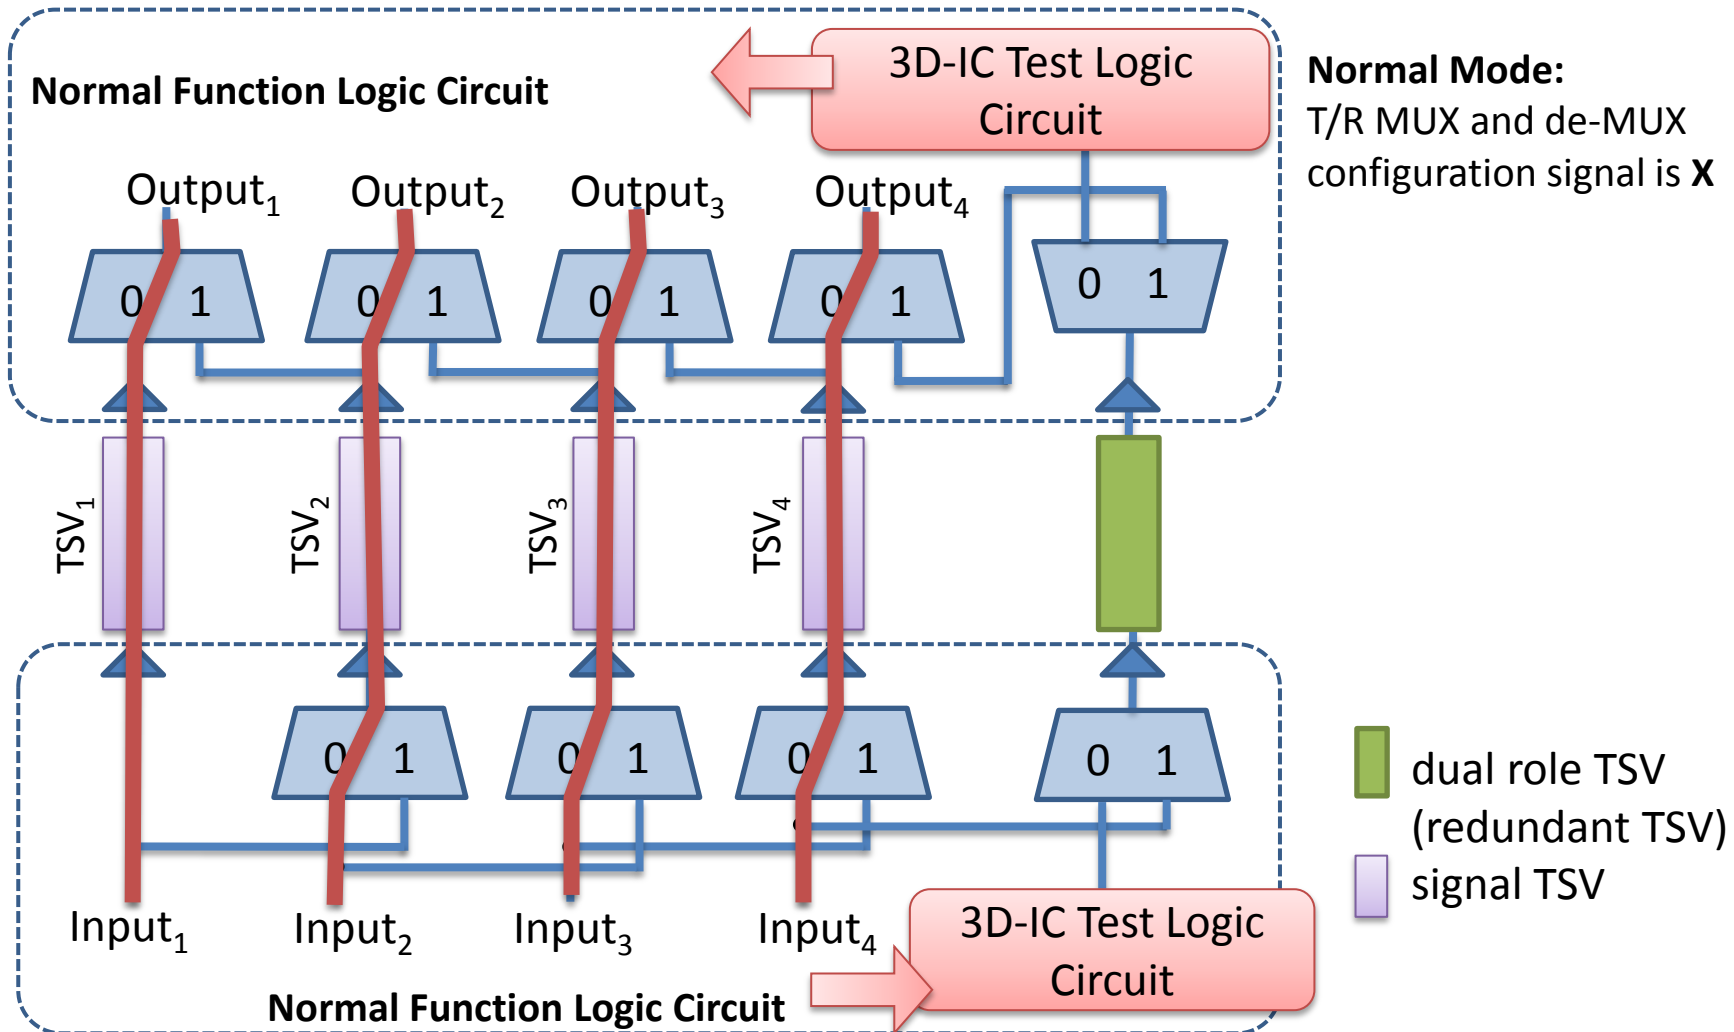 3D-IC Test Logic
Circuit
Normal Function Logic Circuit
Normal Mode:
T/R MUX and de-MUX
configuration signal is X
Output1 Output2 Output3 Output4
0 1 0 1 0 1 0 1 0 1
TSV1 TSV2 TSV3 TSV4
0 1 0 1 0 1 0 1
dual role TSV
(redundant TSV)
signal TSV
Input1 Input2 Input3 Input4
3D-IC Test Logic
Circuit
Normal Function Logic Circuit